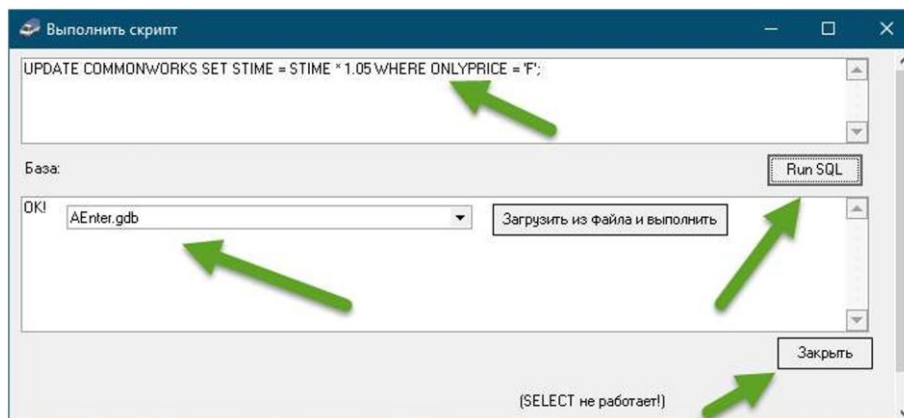 Выполнить скрипт
UPDATE COMMONWORKS SET STIME = STIME * 1.05 WHERE ONLYPRICE = 'F';
База:
Run SQL
OK!
AEnter.gdb
Загрузить из файла и выполнить
Закрыть
(SELECT не работает!)